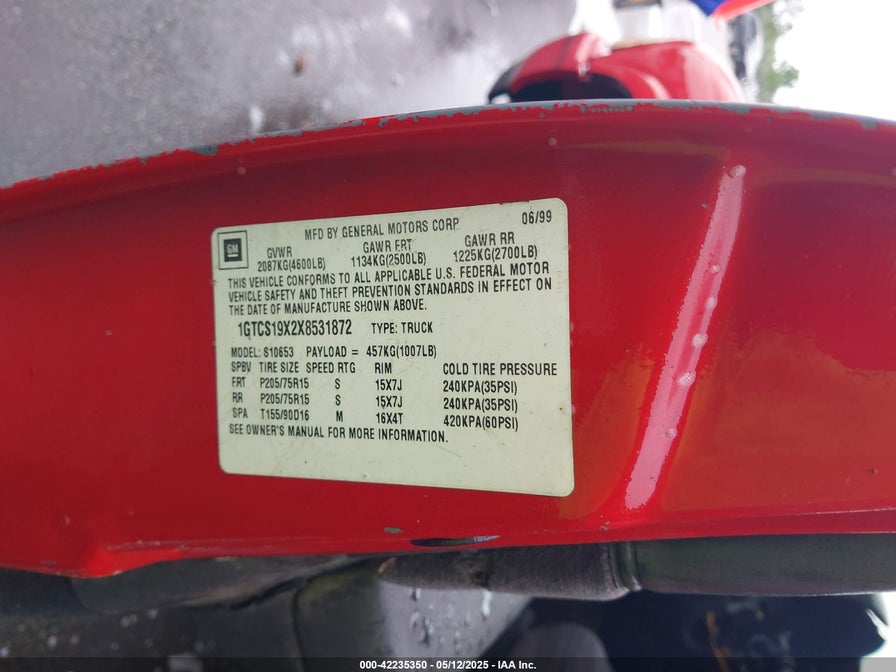 MFD BY GENERAL MOTORS CORP 06/99
GM
GVWR GAWR FRT GAWR RR
2087KG(4600LB) 1134KG(2500LB) 1225KG(2700LB)
THIS VEHICLE CONFORMS TO ALL APPLICABLE U.S. FEDERAL MOTOR
VEHICLE SAFETY AND THEFT PREVENTION STANDARDS IN EFFECT ON
THE DATE OF MANUFACTURE SHOWN ABOVE.
1GTCS19X2X8531872 TYPE: TRUCK
MODEL: S10653 PAYLOAD = 457KG(1007LB)
SPBV TIRE SIZE SPEED RTG RIM COLD TIRE PRESSURE
FRT P205/75R15 S 15X7J 240KPA(35PSI)
RR P205/75R15 S 15X7J 240KPA(35PSI)
SPA T155/90D16 M 16X4T 420KPA(60PSI)
SEE OWNER'S MANUAL FOR MORE INFORMATION.
000-42235350 - 05/12/2025 - IAA Inc.